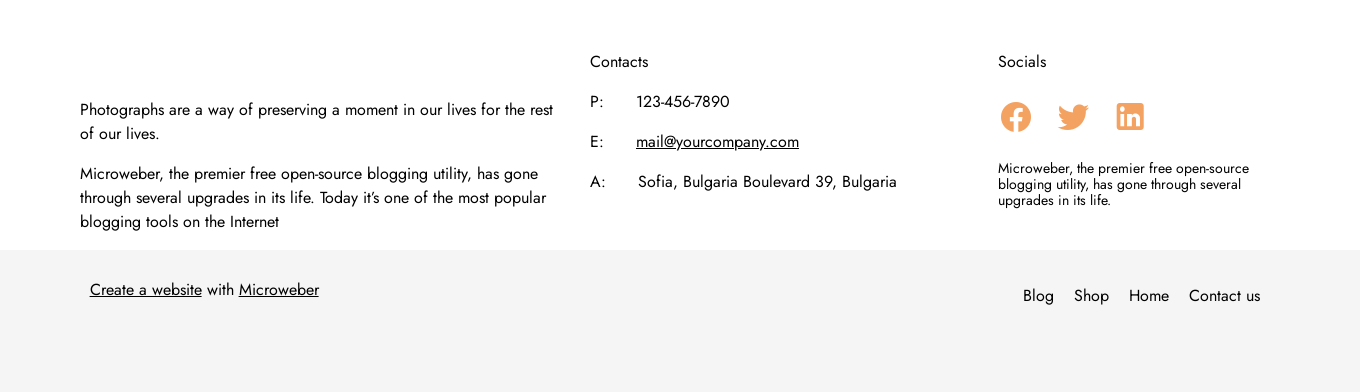 Photographs are a way of preserving a moment in our lives for the rest
of our lives.
Microweber, the premier free open-source blogging utility, has gone
through several upgrades in its life. Today it’s one of the most popular
blogging tools on the Internet
Contacts
P: 123-456-7890
E: mail@yourcompany.com
A: Sofia, Bulgaria Boulevard 39, Bulgaria
Socials
Microweber, the premier free open-source
blogging utility, has gone through several
upgrades in its life.
Create a website with Microweber
Blog Shop Home Contact us